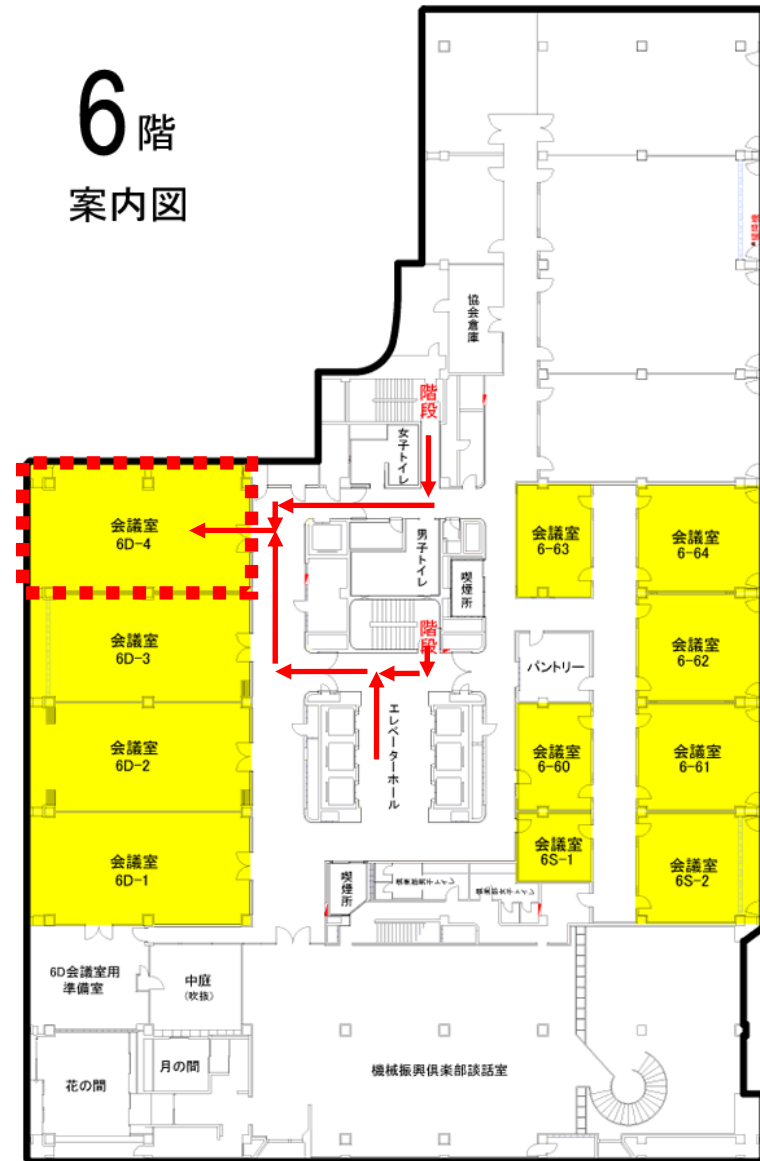 6階
案内図
協会倉庫
階段
女子トイレ
会議室
6D-4
男子トイレ
喫煙所
会議室
6-63
会議室
6-64
会議室
6D-3
階段
パントリー
会議室
6-62
エレベーターホール
会議室
6D-2
会議室
6-60
会議室
6-61
会議室
6D-1
会議室
6S-1
会議室
6S-2
喫煙所
6D会議室用
準備室
中庭
(吹抜)
花の間
月の間
機械振興倶楽部談話室